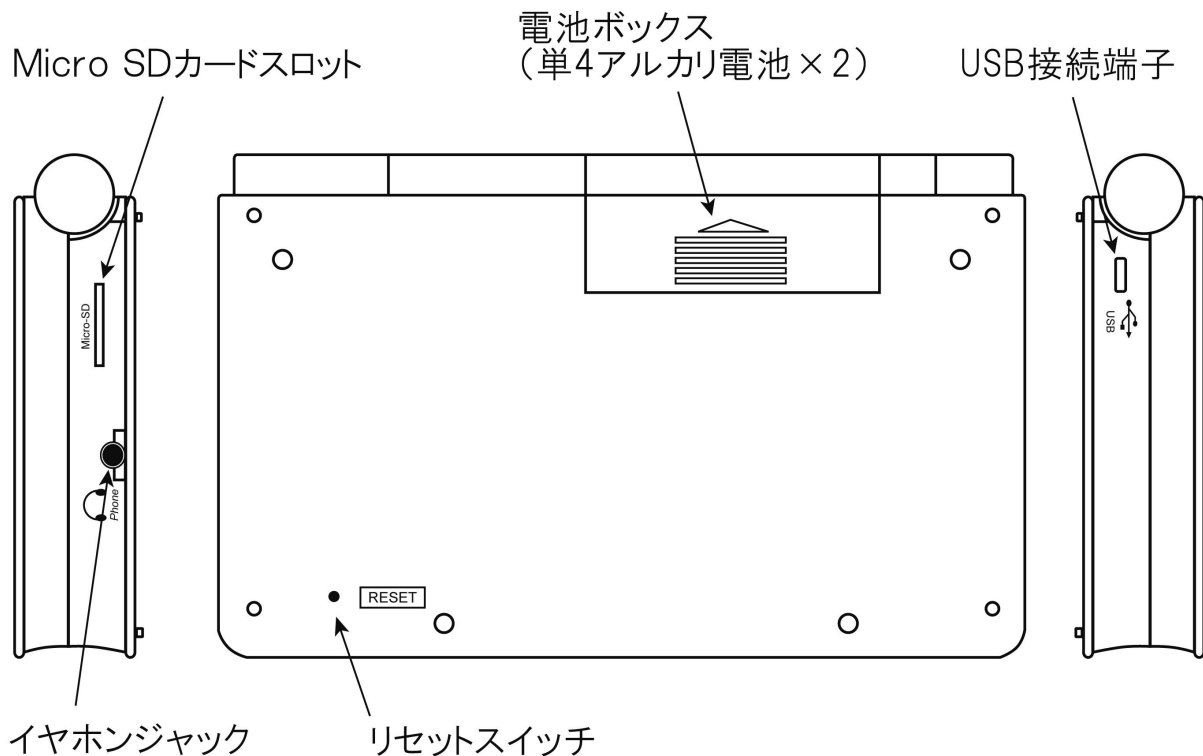 電池ボックス
Micro SDカードスロット
（単4アルカリ電池×2）
USB接続端子
Micro-SD
USB
Phone
RESET
イヤホンジャック
リセットスイッチ